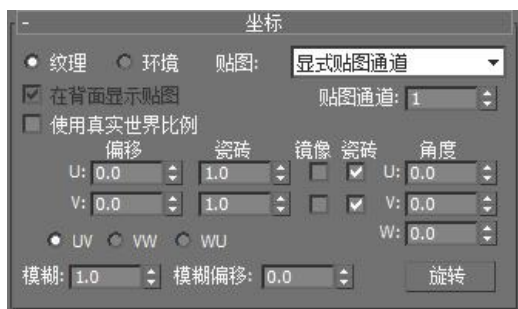 - 坐标
纹理 环境 贴图: 显式贴图通道
在背面显示贴图 贴图通道: 1
使用真实世界比例
偏移 瓷砖 镜像 瓷砖 角度
U: 0.0 1.0 U: 0.0
V: 0.0 1.0 V: 0.0
UV VW WU W: 0.0
模糊: 1.0 模糊偏移: 0.0 旋转